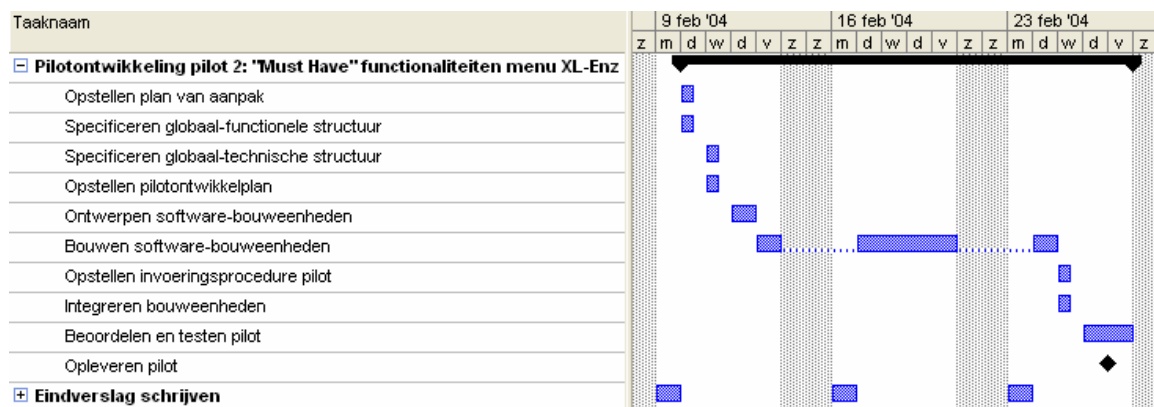 Taaknaam
9 feb '04 16 feb '04 23 feb '04
z m d w d v z z m d w d v z z m d w d v z
Pilotontwikkeling pilot 2: "Must Have" functionaliteiten menu XL-Enz
Opstellen plan van aanpak
Specificeren globaal-functionele structuur
Specificeren globaal-technische structuur
Opstellen pilotontwikkelplan
Ontwerpen software-bouweenheden
Bouwen software-bouweenheden
Opstellen invoeringsprocedure pilot
Integreren bouweenheden
Beoordelen en testen pilot
Opleveren pilot
Eindverslag schrijven